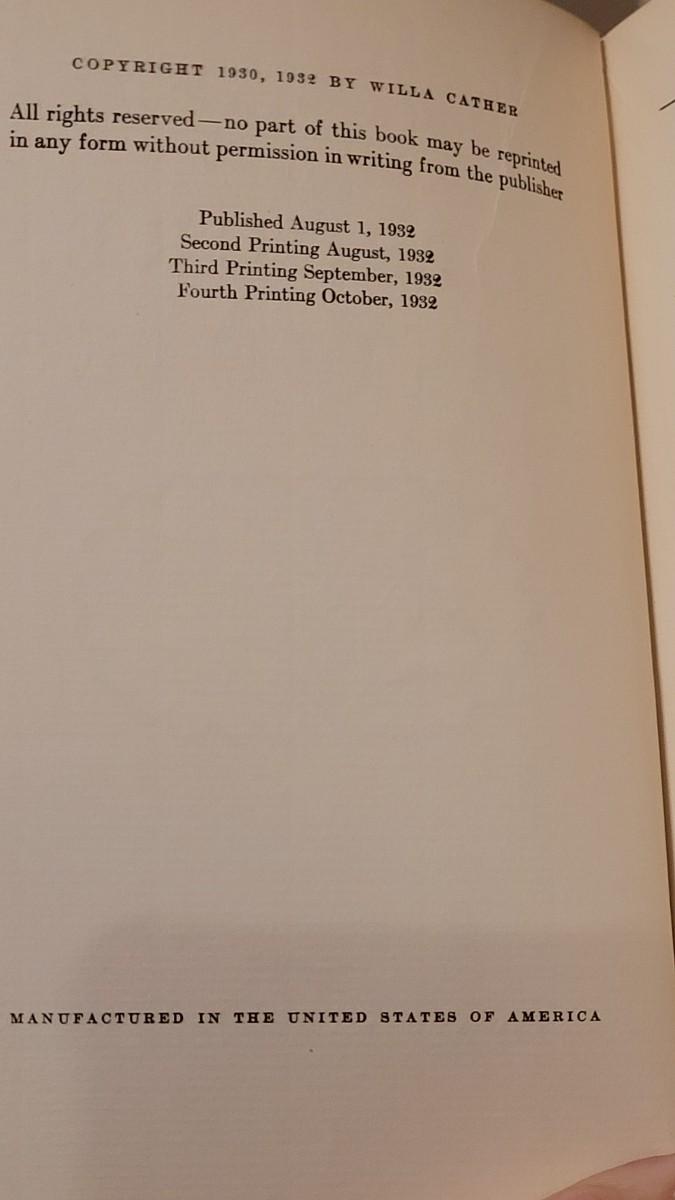 COPYRIGHT 1930, 1932 BY WILLA CATHER
All rights reserved—no part of this book may be reprinted
in any form without permission in writing from the publisher
Published August 1, 1932
Second Printing August, 1932
Third Printing September, 1932
Fourth Printing October, 1932
MANUFACTURED IN THE UNITED STATES OF AMERICA